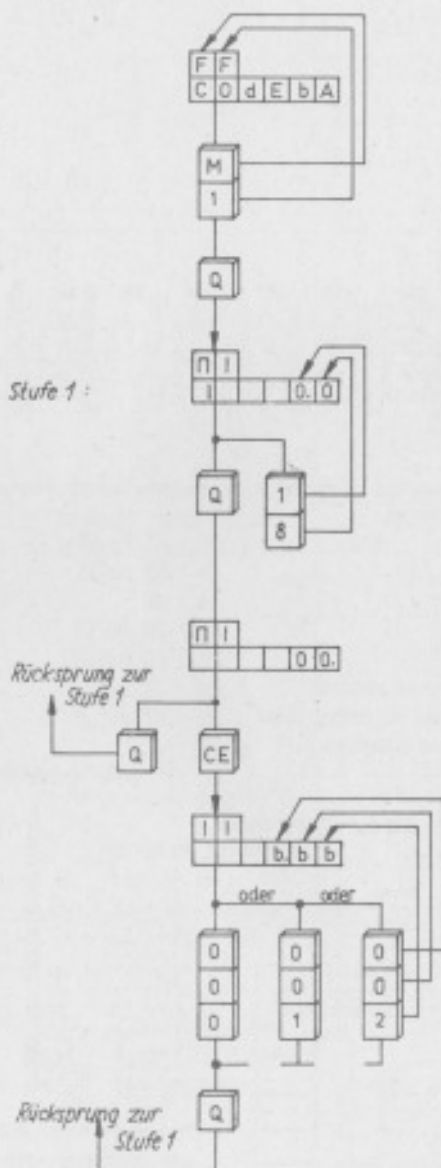 F F
C O d E b A
M
1
Q
Π I
Stufe 1 :
I 0. 0
Q 1
8
Π I
0 0.
Rücksprung zur
Stufe 1
Q CE
I I
b. b b
oder oder
0 0 0
0 0 0
0 1 2
Q
Rücksprung zur
Stufe 1